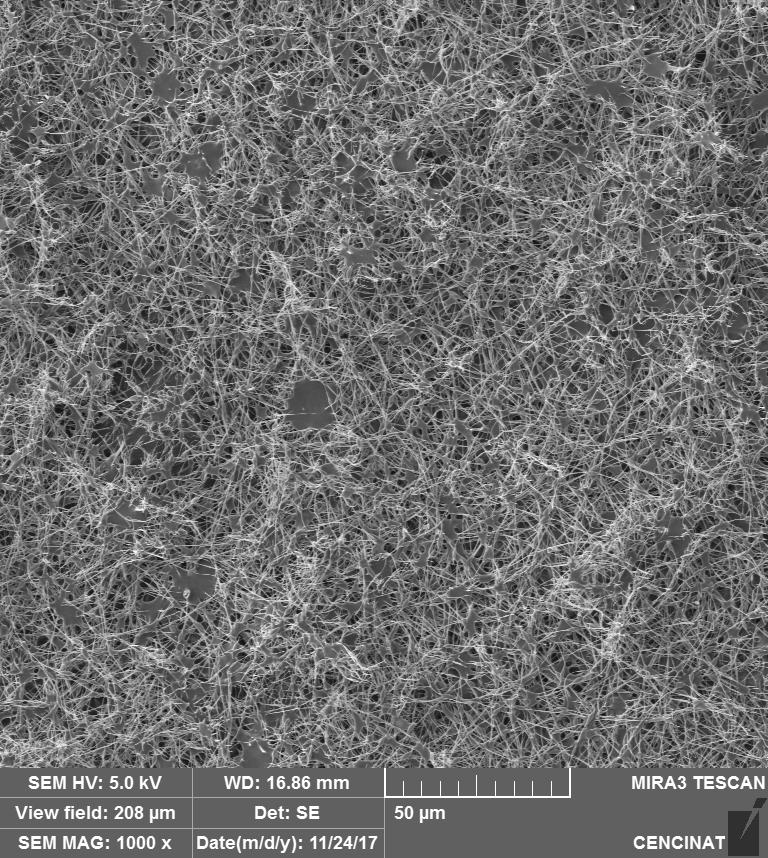 SEM HV: 5.0 kV WD: 16.86 mm MIRA3 TESCAN
View field: 208 µm Det: SE 50 µm
SEM MAG: 1000 x Date(m/d/y): 11/24/17 CENCINAT